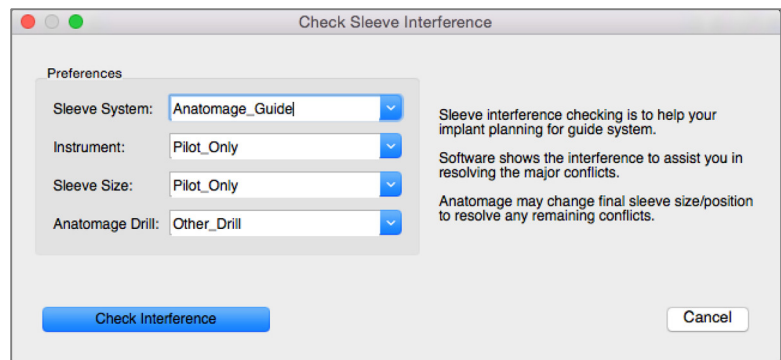 Check Sleeve Interference
Preferences
Sleeve System: Anatomage_Guide
Instrument: Pilot_Only
Sleeve Size: Pilot_Only
Anatomage Drill: Other_Drill
Sleeve interference checking is to help your
implant planning for guide system.
Software shows the interference to assist you in
resolving the major conflicts.
Anatomage may change final sleeve size/position
to resolve any remaining conflicts.
Check Interference
Cancel